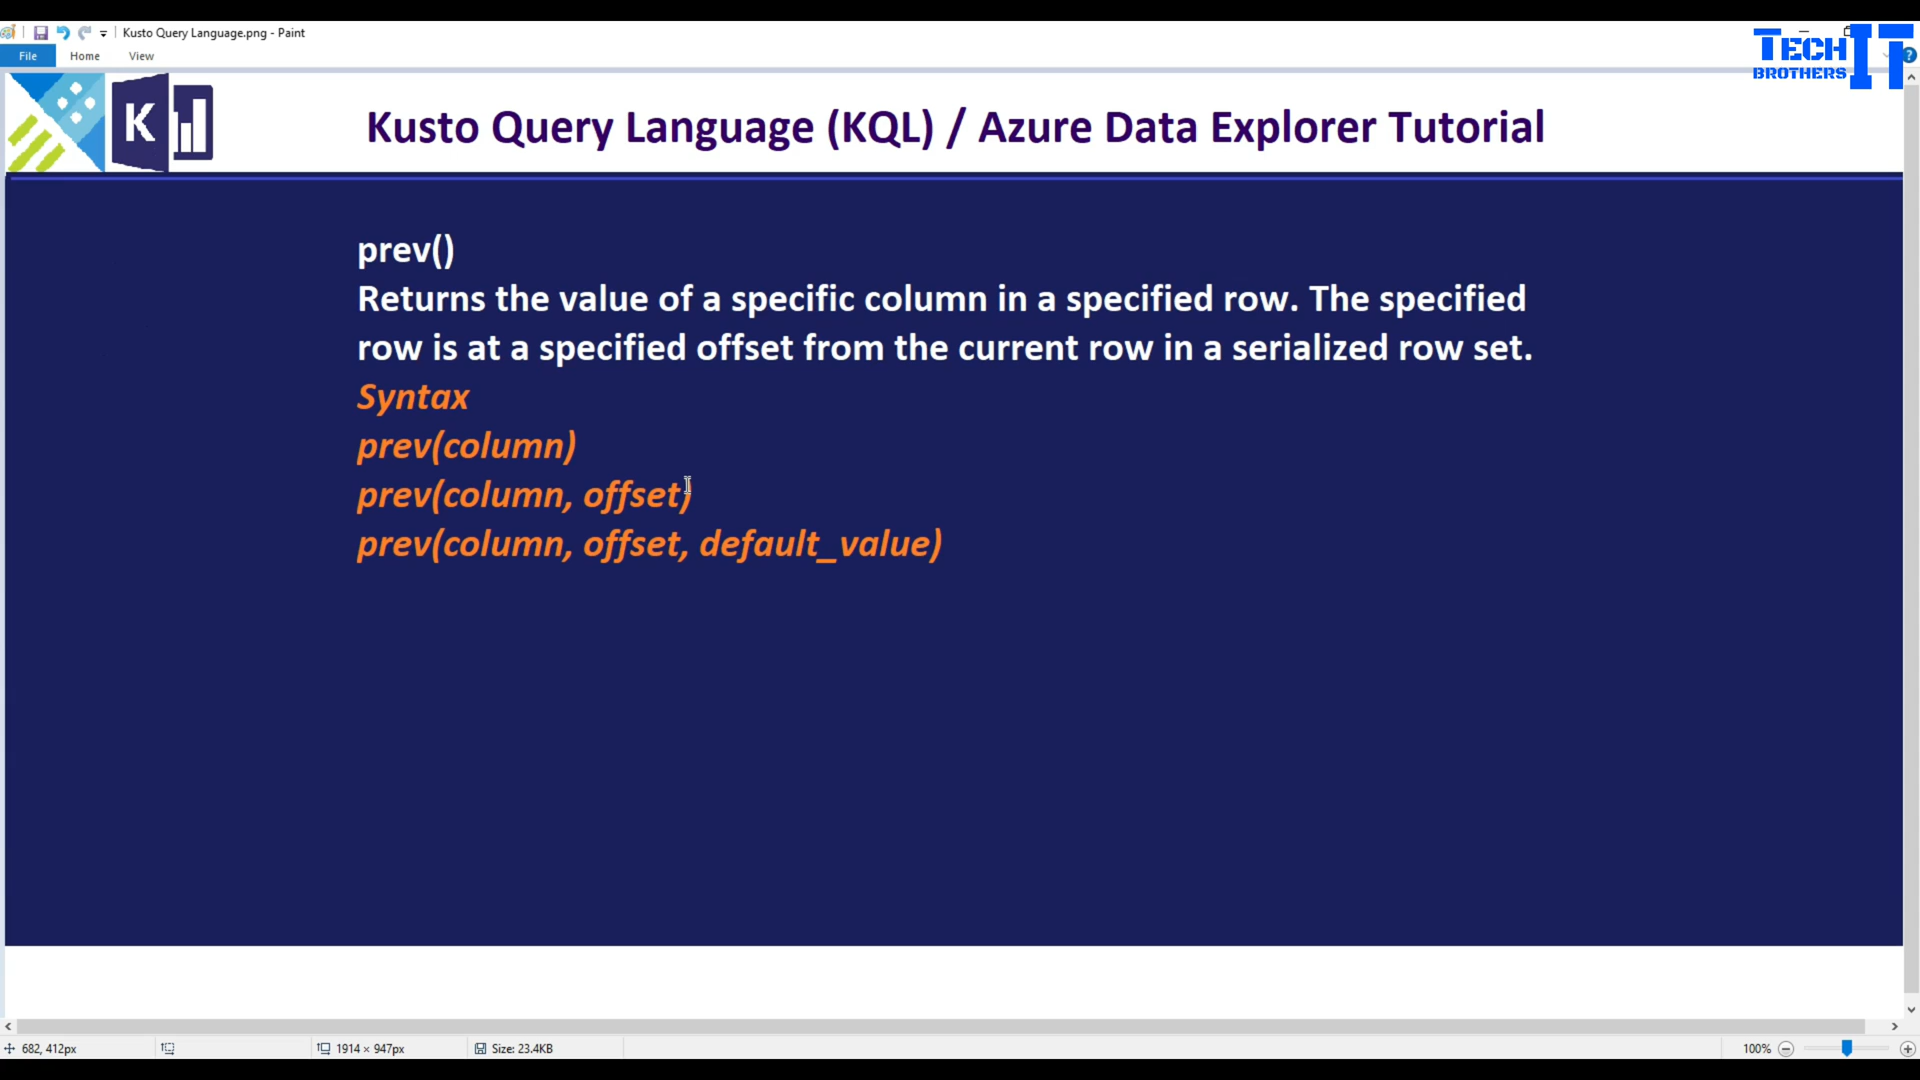 Kusto Query Language.png - Paint
File Home View
TECH IT
BROTHERS
K
Kusto Query Language (KQL) / Azure Data Explorer Tutorial
prev()
Returns the value of a specific column in a specified row. The specified
row is at a specified offset from the current row in a serialized row set.
Syntax
prev(column)
prev(column, offset)
prev(column, offset, default_value)
682, 412px 1914 × 947px Size: 23.4KB 100%